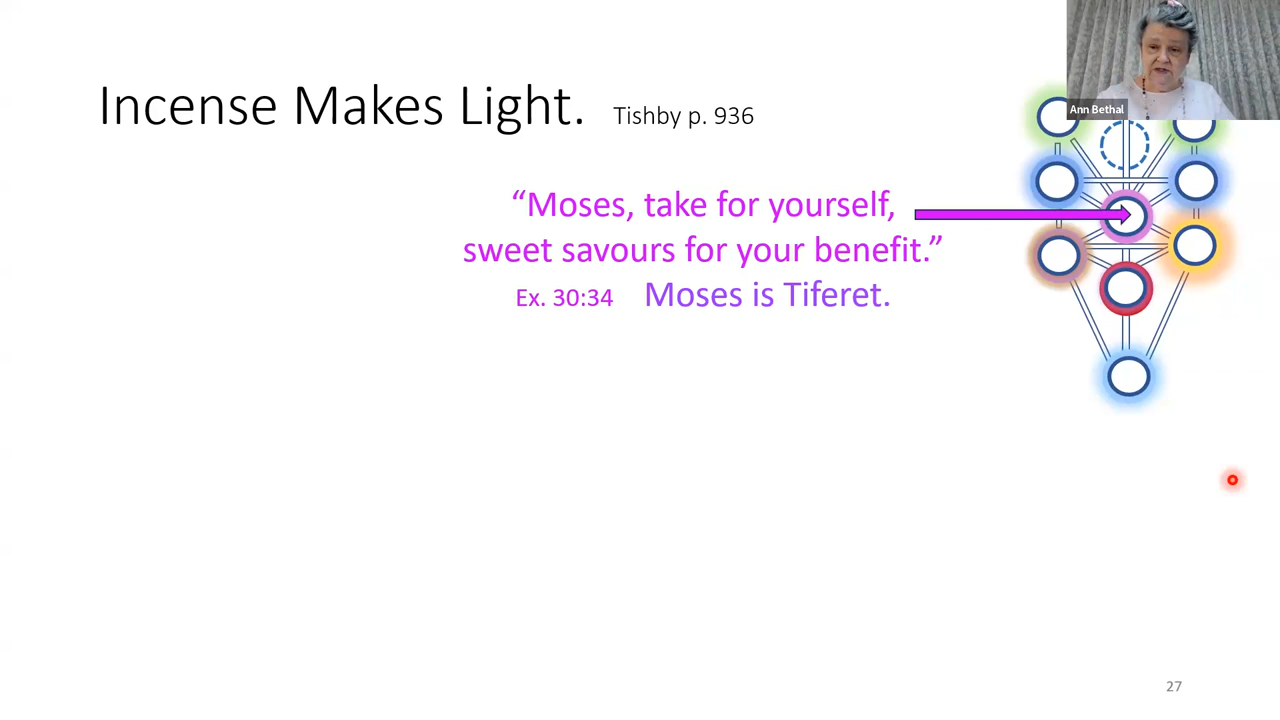 Ann Bethal
Incense Makes Light. Tishby p. 936
“Moses, take for yourself,
sweet savours for your benefit.”
Ex. 30:34 Moses is Tiferet.
27